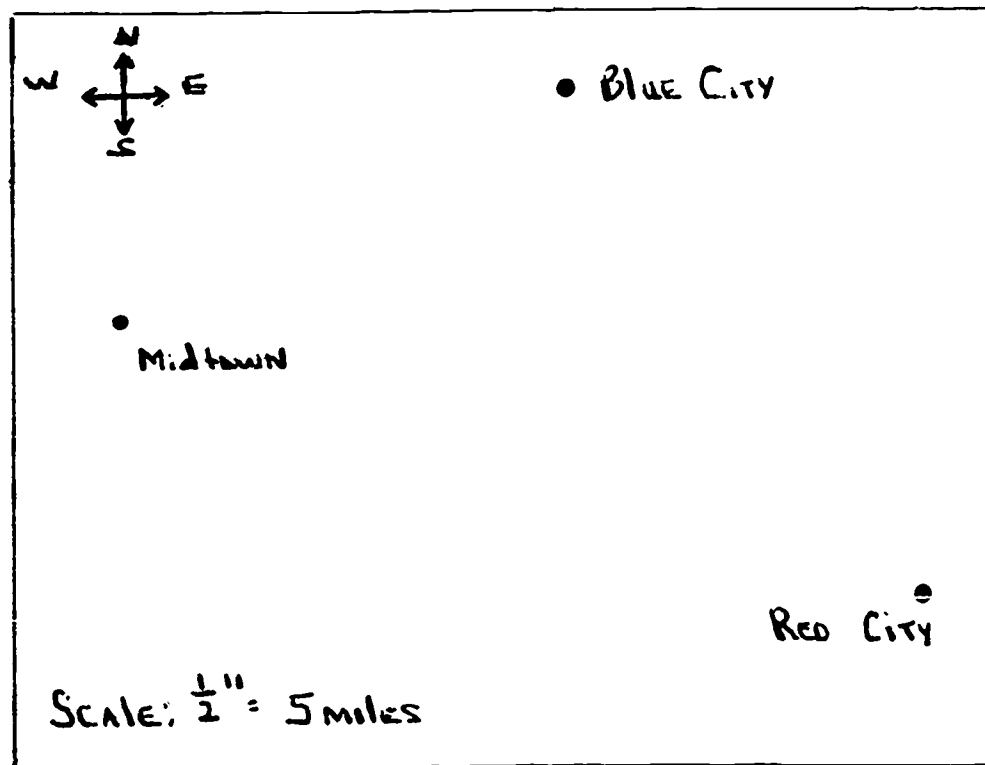 N
W E
S
Blue City
Midtown
Red City
Scale: 1/2" = 5 miles